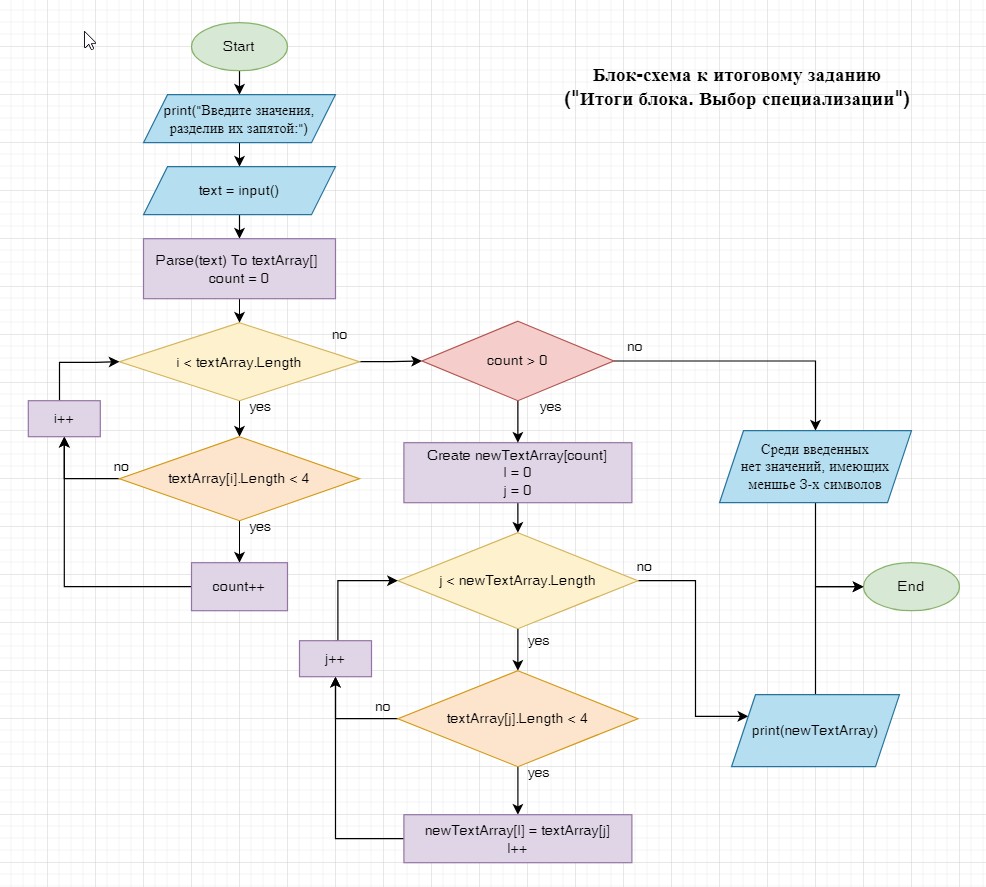 Start
Блок-схема к итоговому заданию
("Итоги блока. Выбор специализации")
print("Введите значения,
разделив их запятой:")
text = input()
Parse(text) To textArray[]
count = 0
i < textArray.Length
no
yes
i++
textArray[i].Length < 4
no
yes
count++
count > 0
no
yes
Create newTextArray[count]
l = 0
j = 0
j < newTextArray.Length
no
yes
j++
textArray[j].Length < 4
no
yes
newTextArray[l] = textArray[j]
l++
Среди введенных
нет значений, имеющих
меншье 3-х символов
End
print(newTextArray)